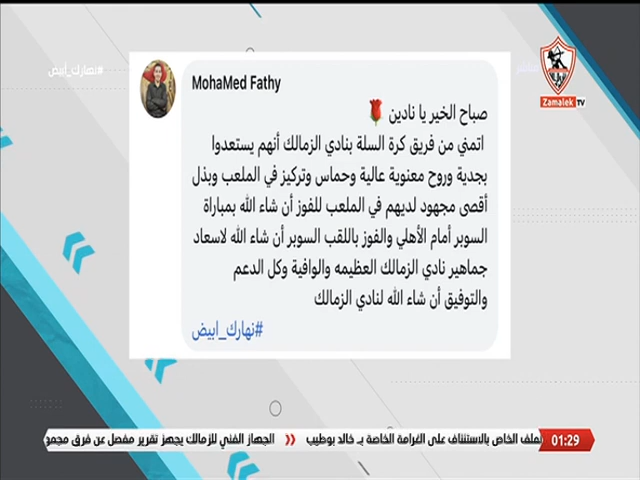 #نهارك_أبيض
Zamalek TV
MohaMed Fathy
صباح الخير يا نادين 🌹
اتمني من فريق كرة السلة بنادي الزمالك أنهم يستعدوا
بجدية وروح معنوية عالية وحماس وتركيز في الملعب وبذل
أقصى مجهود لديهم في الملعب للفوز أن شاء الله بمباراة
السوبر أمام الأهلي والفوز باللقب السوبر أن شاء الله لاسعاد
جماهير نادي الزمالك العظيمه والوافية وكل الدعم
والتوفيق أن شاء الله لنادي الزمالك
#نهارك_ابيض
01:29
بملف الخاص بالاستئناف على الغرامة الخاصة بـ خالد بوطيب
الجهاز الفني للزمالك يجهز تقرير مفصل عن فرق مجمو